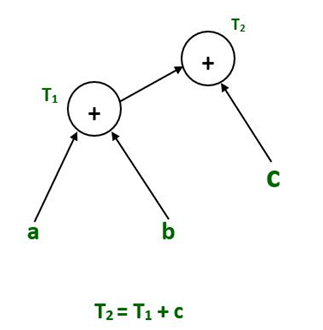 T₂
+
T₁
+
c
a
b
T₂ = T₁ + c